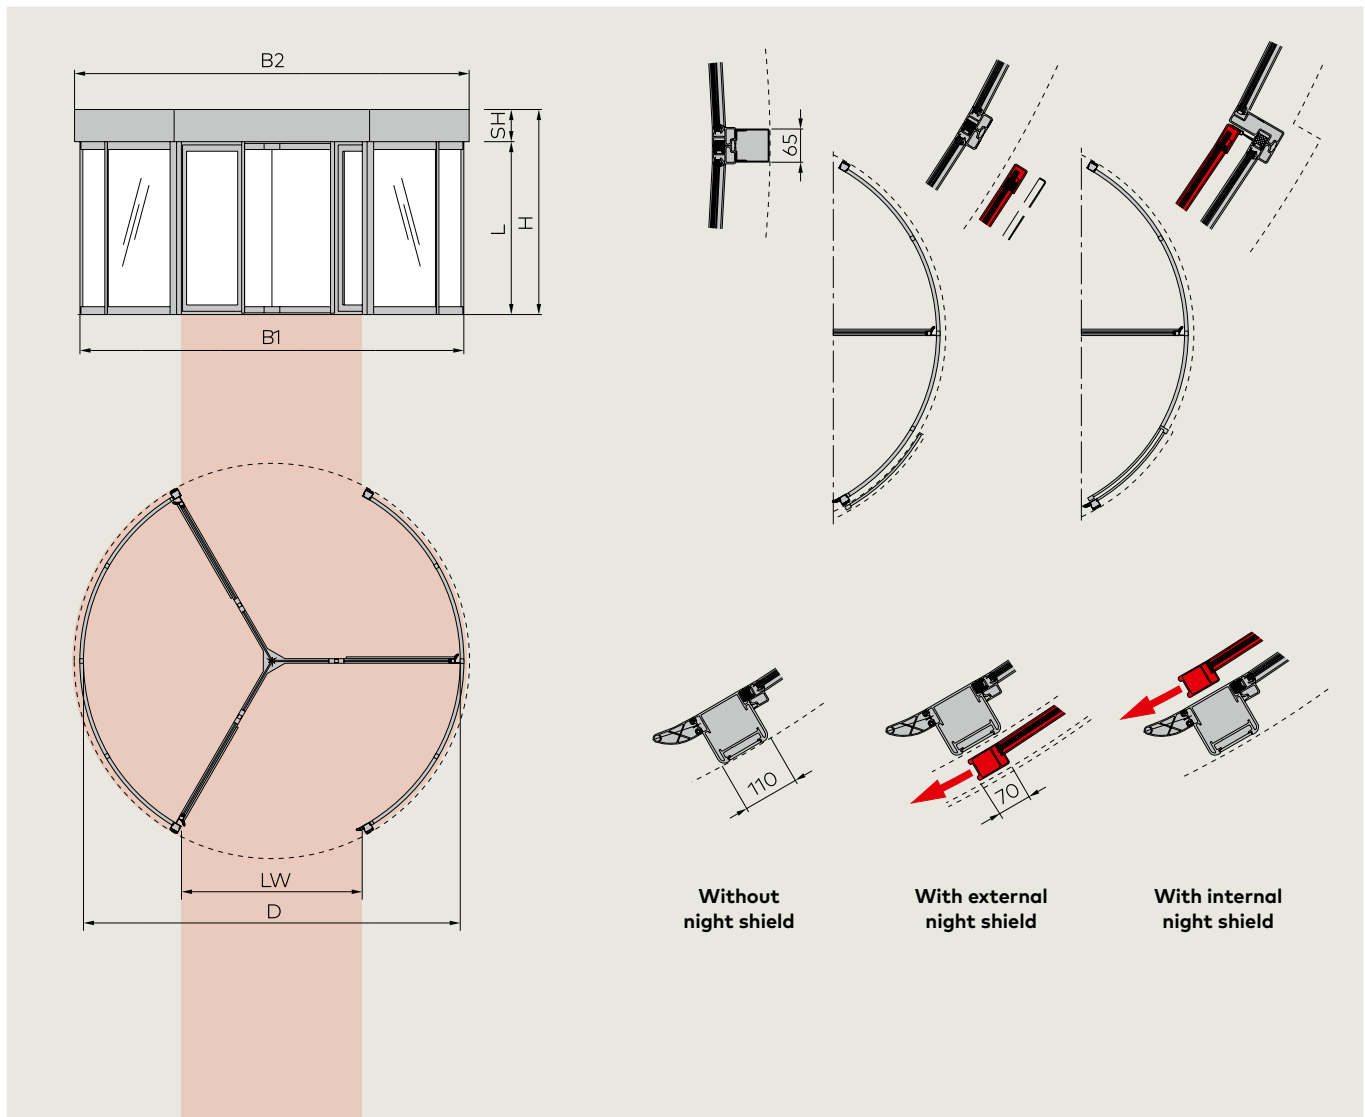 B2
SH
L
H
B1
65
LW
D
110
70
Without
night shield
With external
night shield
With internal
night shield